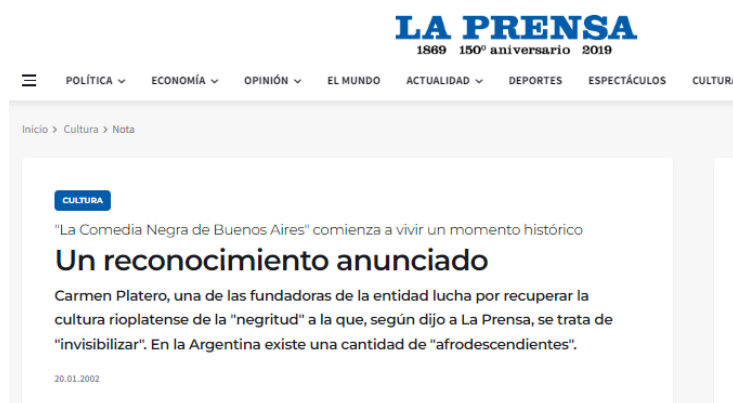 LA PRENSA
1869 150º aniversario 2019
POLÍTICA ECONOMÍA OPINIÓN EL MUNDO ACTUALIDAD DEPORTES ESPECTÁCULOS CULTURA
Inicio > Cultura > Nota
CULTURA
"La Comedia Negra de Buenos Aires" comienza a vivir un momento histórico
Un reconocimiento anunciado
Carmen Platero, una de las fundadoras de la entidad lucha por recuperar la
cultura rioplatense de la "negritud" a la que, según dijo a La Prensa, se trata de
"invisibilizar". En la Argentina existe una cantidad de "afrodescendientes".
20.01.2002